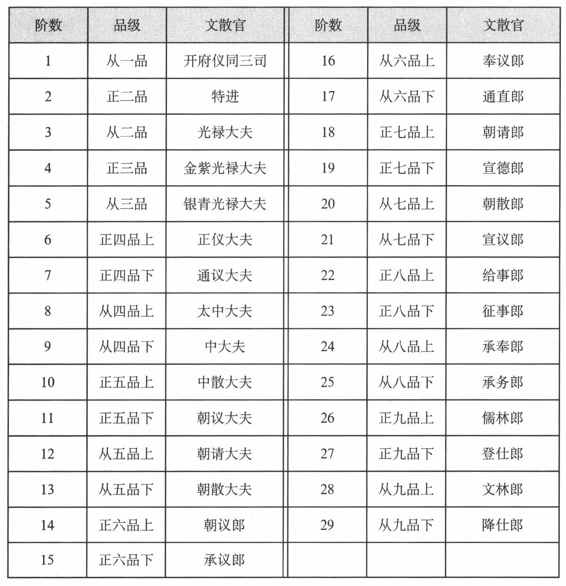 阶数 品级 文散官 阶数 品级 文散官
1 从一品 开府仪同三司 16 从六品上 奉议郎
2 正二品 特进 17 从六品下 通直郎
3 从二品 光禄大夫 18 正七品上 朝请郎
4 正三品 金紫光禄大夫 19 正七品下 宣德郎
5 从三品 银青光禄大夫 20 从七品上 朝散郎
6 正四品上 正仪大夫 21 从七品下 宣议郎
7 正四品下 通议大夫 22 正八品上 给事郎
8 从四品上 太中大夫 23 正八品下 征事郎
9 从四品下 中大夫 24 从八品上 承奉郎
10 正五品上 中散大夫 25 从八品下 承务郎
11 正五品下 朝议大夫 26 正九品上 儒林郎
12 从五品上 朝请大夫 27 正九品下 登仕郎
13 从五品下 朝散大夫 28 从九品上 文林郎
14 正六品上 朝议郎 29 从九品下 降仕郎
15 正六品下 承议郎